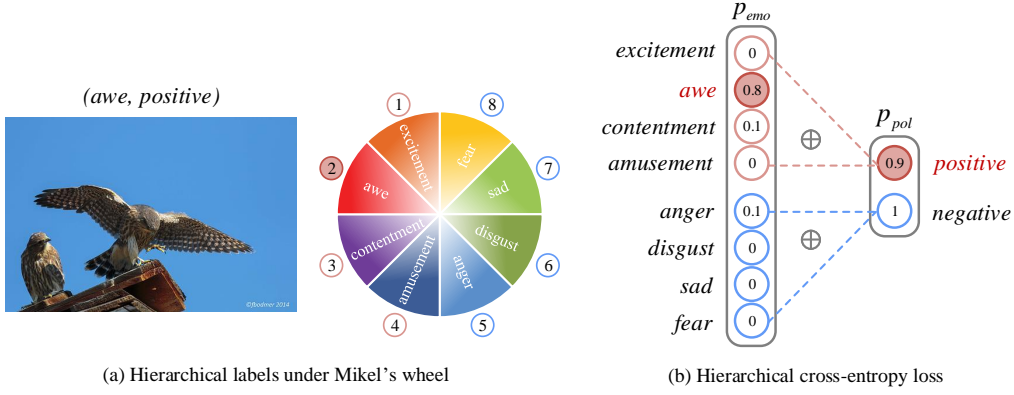 (awe, positive)
©fbodmer 2014
1
8
2
7
3
6
4
5
excitement
fear
awe
sad
contentment
disgust
amusement
anger
(a) Hierarchical labels under Mikel's wheel
p_emo
excitement 0
awe 0.8
contentment 0.1
amusement 0
anger 0.1
disgust 0
sad 0
fear 0
p_pol
0.9 positive
1 negative
(b) Hierarchical cross-entropy loss